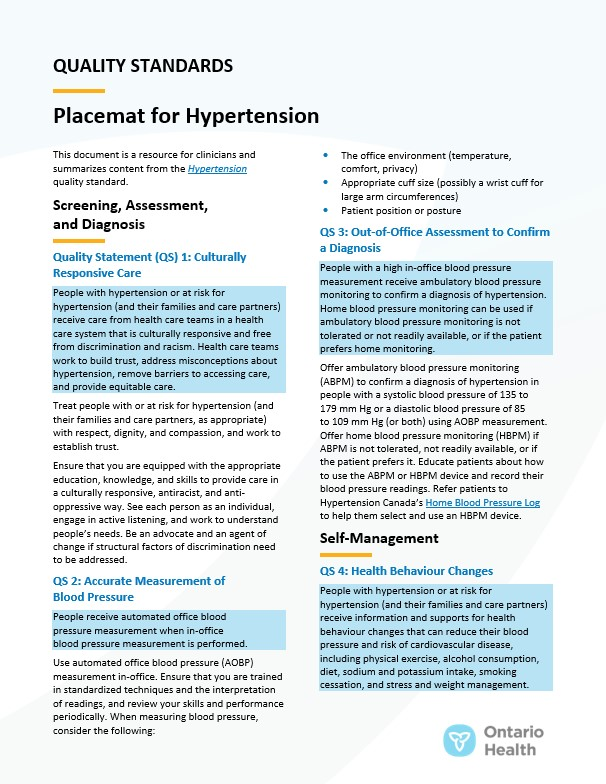 QUALITY STANDARDS
Placemat for Hypertension
This document is a resource for clinicians and
summarizes content from the Hypertension
quality standard.
Screening, Assessment,
and Diagnosis
Quality Statement (QS) 1: Culturally
Responsive Care
People with hypertension or at risk for
hypertension (and their families and care partners)
receive care from health care teams in a health
care system that is culturally responsive and free
from discrimination and racism. Health care teams
work to build trust, address misconceptions about
hypertension, remove barriers to accessing care,
and provide equitable care.
Treat people with or at risk for hypertension (and
their families and care partners, as appropriate)
with respect, dignity, and compassion, and work to
establish trust.
Ensure that you are equipped with the appropriate
education, knowledge, and skills to provide care in
a culturally responsive, antiracist, and anti-
oppressive way. See each person as an individual,
engage in active listening, and work to understand
people's needs. Be an advocate and an agent of
change if structural factors of discrimination need
to be addressed.
QS 2: Accurate Measurement of
Blood Pressure
People receive automated office blood
pressure measurement when in-office
blood pressure measurement is performed.
Use automated office blood pressure (AOBP)
measurement in-office. Ensure that you are trained
in standardized techniques and the interpretation
of readings, and review your skills and performance
periodically. When measuring blood pressure,
consider the following:
• The office environment (temperature,
comfort, privacy)
• Appropriate cuff size (possibly a wrist cuff for
large arm circumferences)
• Patient position or posture
QS 3: Out-of-Office Assessment to Confirm
a Diagnosis
People with a high in-office blood pressure
measurement receive ambulatory blood pressure
monitoring to confirm a diagnosis of hypertension.
Home blood pressure monitoring can be used if
ambulatory blood pressure monitoring is not
tolerated or not readily available, or if the patient
prefers home monitoring.
Offer ambulatory blood pressure monitoring
(ABPM) to confirm a diagnosis of hypertension in
people with a systolic blood pressure of 135 to
179 mm Hg or a diastolic blood pressure of 85
to 109 mm Hg (or both) using AOBP measurement.
Offer home blood pressure monitoring (HBPM) if
ABPM is not tolerated, not readily available, or if
the patient prefers it. Educate patients about how
to use the ABPM or HBPM device and record their
blood pressure readings. Refer patients to
Hypertension Canada's Home Blood Pressure Log
to help them select and use an HBPM device.
Self-Management
QS 4: Health Behaviour Changes
People with hypertension or at risk for
hypertension (and their families and care partners)
receive information and supports for health
behaviour changes that can reduce their blood
pressure and risk of cardiovascular disease,
including physical exercise, alcohol consumption,
diet, sodium and potassium intake, smoking
cessation, and stress and weight management.
Ontario
Health